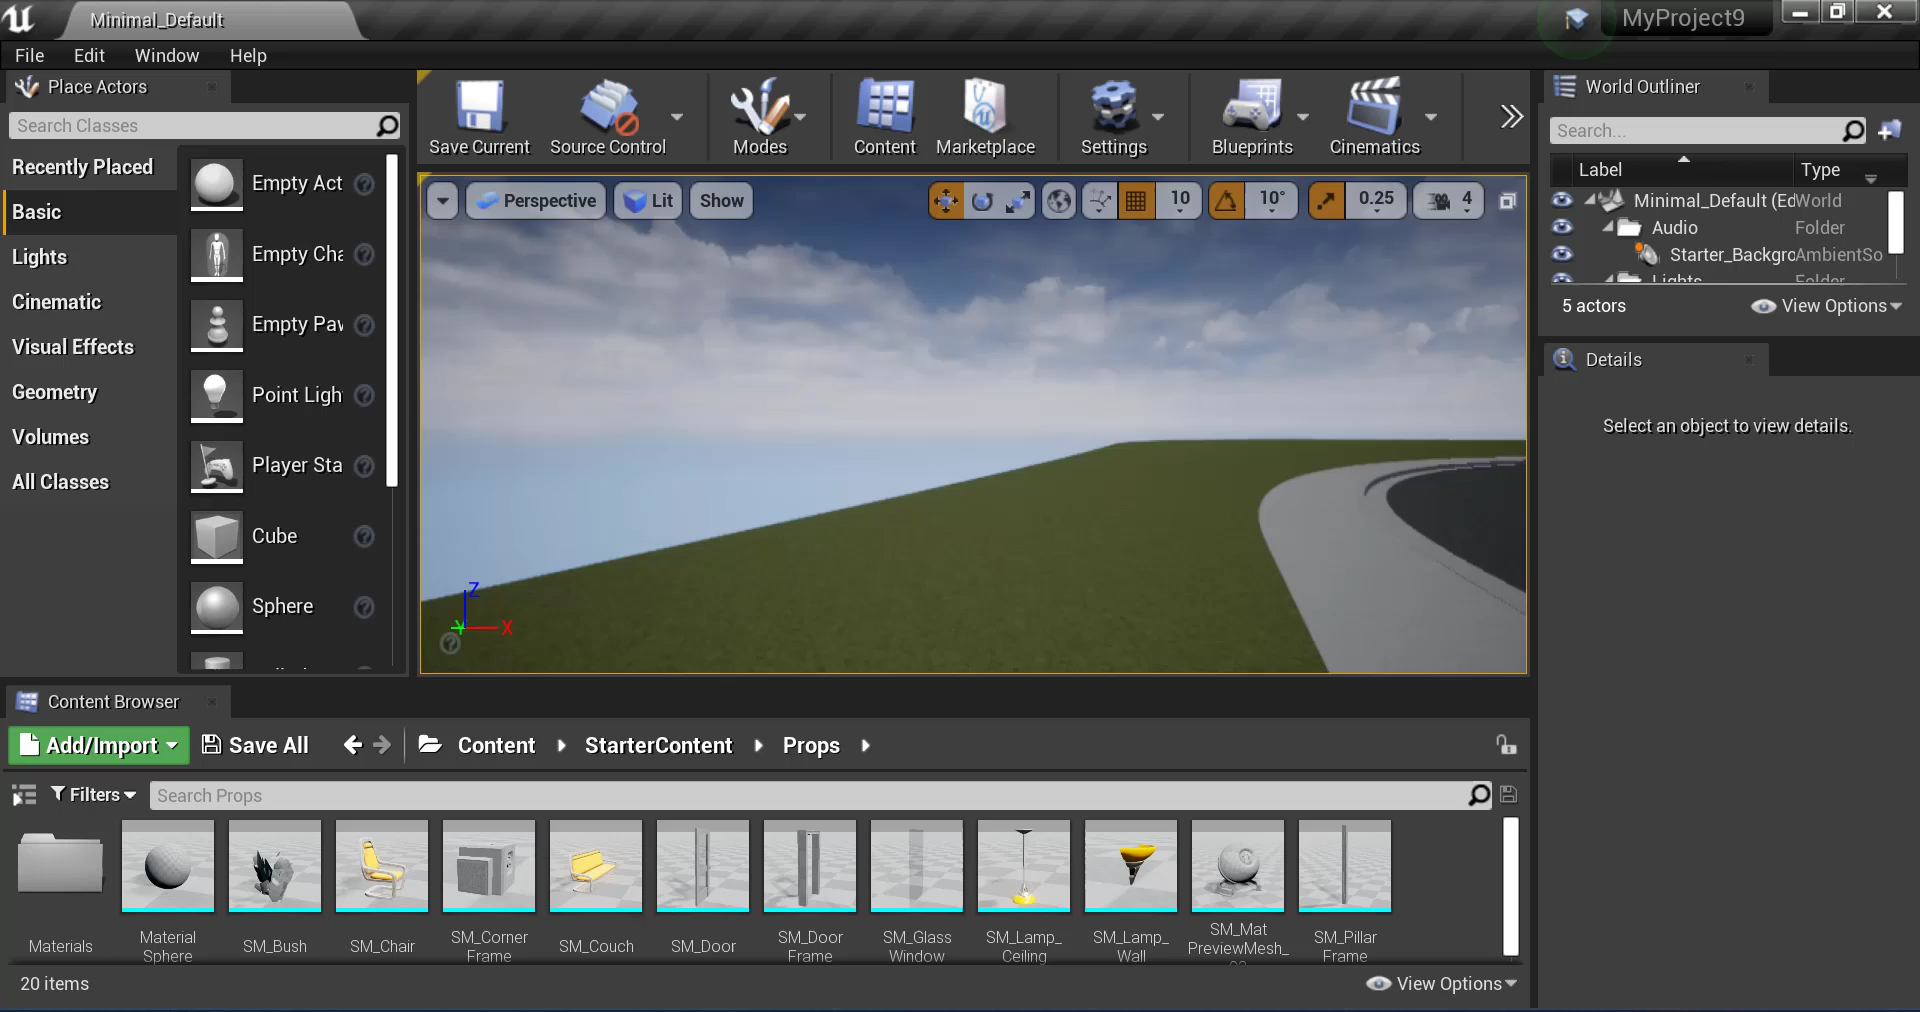 Minimal_Default
MyProject9
File Edit Window Help
Place Actors
Search Classes
Recently Placed
Basic
Lights
Cinematic
Visual Effects
Geometry
Volumes
All Classes
Empty Act
Empty Cha
Empty Pav
Point Ligh
Player Sta
Cube
Sphere
Save Current
Source Control
Modes
Content
Marketplace
Settings
Blueprints
Cinematics
Perspective
Lit
Show
10
10°
0.25
4
Z
Y
X
World Outliner
Search...
Label Type
Minimal_Default (Ed World
Audio Folder
Starter_Backgro AmbientSo
Lights Folder
5 actors
View Options
Details
Select an object to view details.
Content Browser
Add/Import
Save All
Content
StarterContent
Props
Filters
Search Props
Materials
Material
Sphere
SM_Bush
SM_Chair
SM_Corner
Frame
SM_Couch
SM_Door
SM_Door
Frame
SM_Glass
Window
SM_Lamp_
Ceiling
SM_Lamp_
Wall
SM_Mat
PreviewMesh_
SM_Pillar
Frame
20 items
View Options